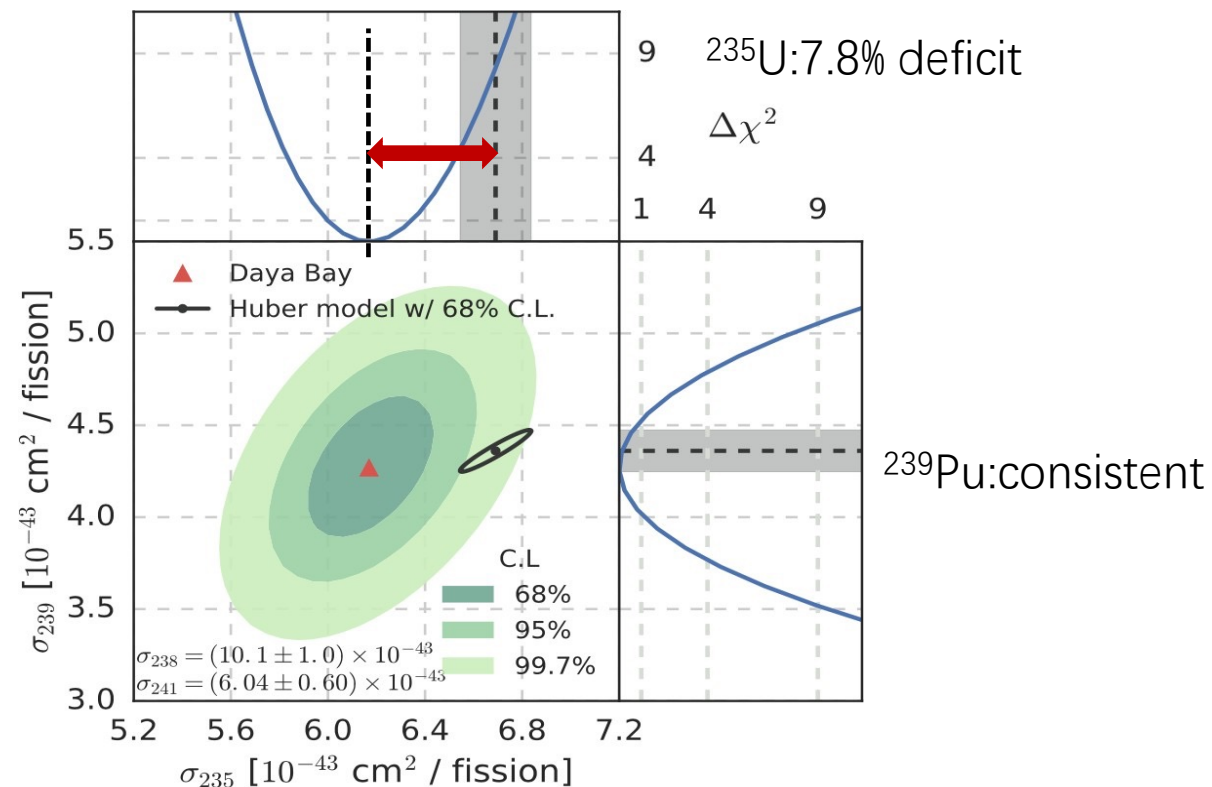 9
²³⁵U:7.8% deficit
Δχ²
4
1 4 9
5.5
Daya Bay
Huber model w/ 68% C.L.
5.0
4.5
²³⁹Pu:consistent
4.0
C.L
68%
3.5
95%
σ₂₃₈ = (10.1 ± 1.0) × 10⁻⁴³
99.7%
σ₂₄₁ = (6.04 ± 0.60) × 10⁻⁴³
3.0
5.2 5.6 6.0 6.4 6.8 7.2
σ₂₃₉ [10⁻⁴³ cm² / fission]
σ₂₃₅ [10⁻⁴³ cm² / fission]